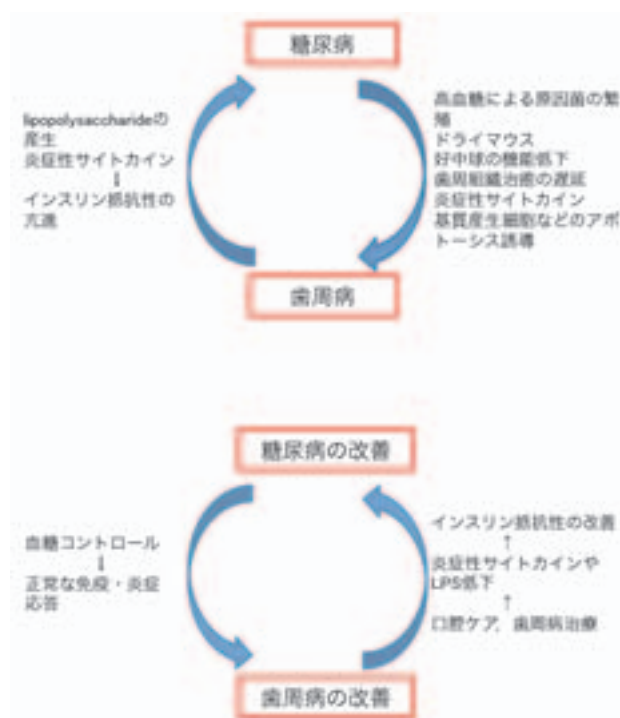 糖尿病
lipopolysaccharideの
産生
炎症性サイトカイン
↓
インスリン抵抗性の
亢進
高血糖による原因菌の繁
殖
ドライマウス
好中球の機能低下
歯周組織治癒の遅延
炎症性サイトカイン
基質産生細胞などのアポ
トーシス誘導
歯周病
糖尿病の改善
血糖コントロール
↓
正常な免疫・炎症
応答
インスリン抵抗性の改善
↑
炎症性サイトカインや
LPS低下
↑
口腔ケア，歯周病治療
歯周病の改善